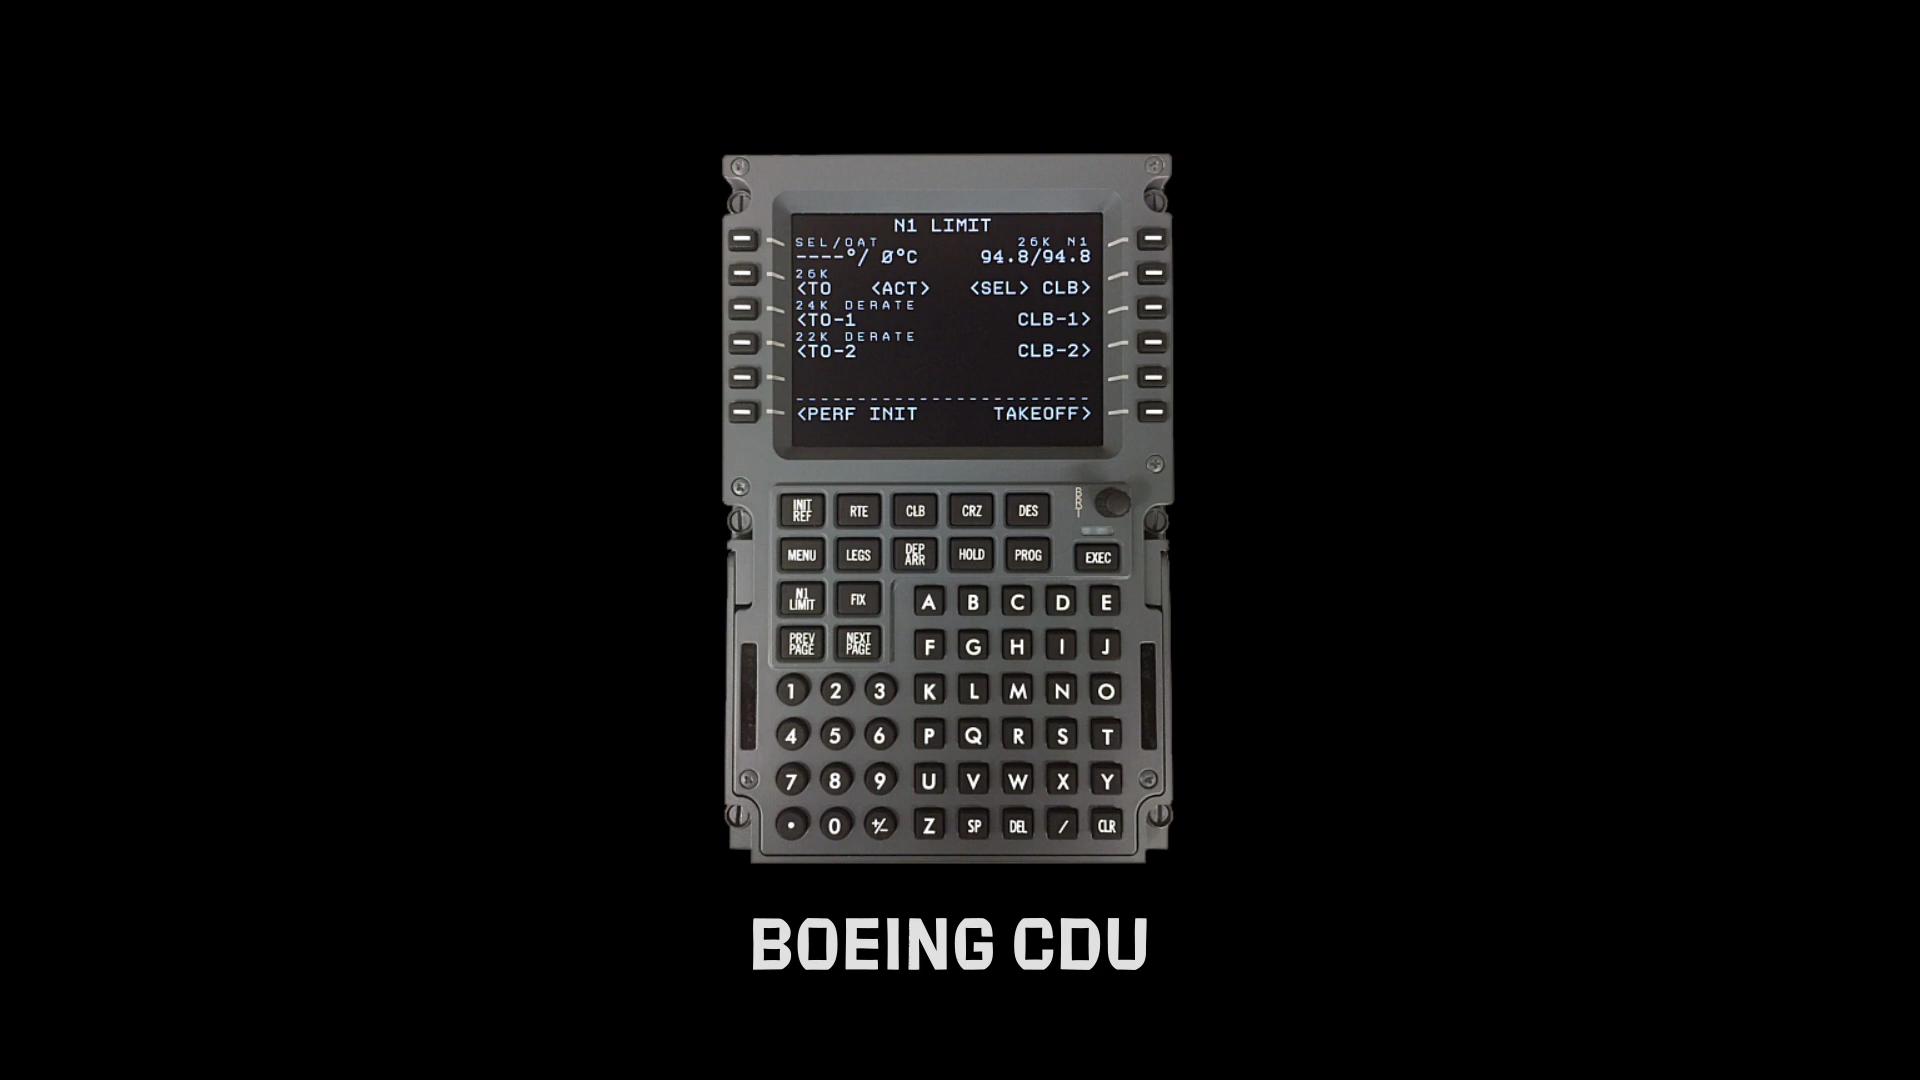 N1 LIMIT
SEL/OAT 26K N1
----°/ 0°C 94.8/94.8
26K
<TO <ACT> <SEL> CLB>
24K DERATE
<TO-1 CLB-1>
22K DERATE
<TO-2 CLB-2>
------------------------
<PERF INIT TAKEOFF>
BRT
INIT REF RTE CLB CRZ DES
MENU LEGS DEP ARR HOLD PROG EXEC
N1 LIMIT FIX A B C D E
PREV PAGE NEXT PAGE F G H I J
1 2 3 K L M N O
4 5 6 P Q R S T
7 8 9 U V W X Y
. 0 +/- Z SP DEL / CLR
BOEING CDU